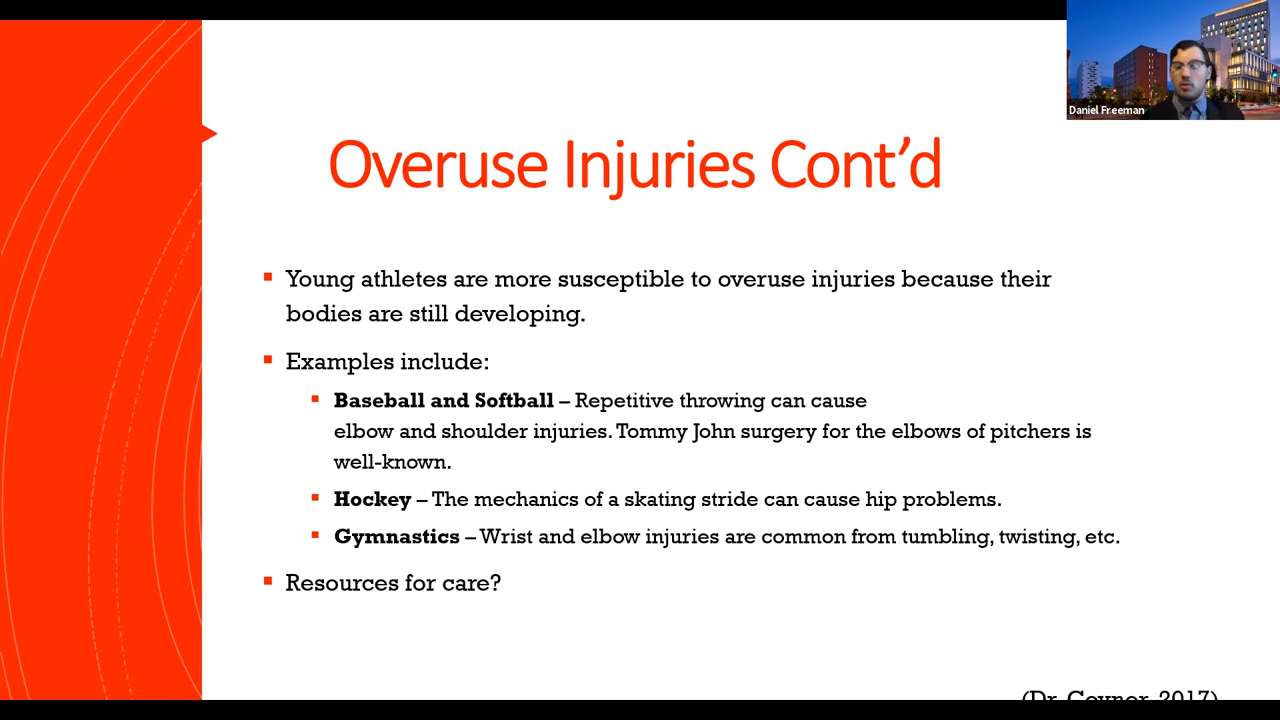 Daniel Freeman
Overuse Injuries Cont’d
Young athletes are more susceptible to overuse injuries because their
bodies are still developing.
Examples include:
Baseball and Softball – Repetitive throwing can cause
elbow and shoulder injuries. Tommy John surgery for the elbows of pitchers is
well-known.
Hockey – The mechanics of a skating stride can cause hip problems.
Gymnastics – Wrist and elbow injuries are common from tumbling, twisting, etc.
Resources for care?
(Dr. 2017)